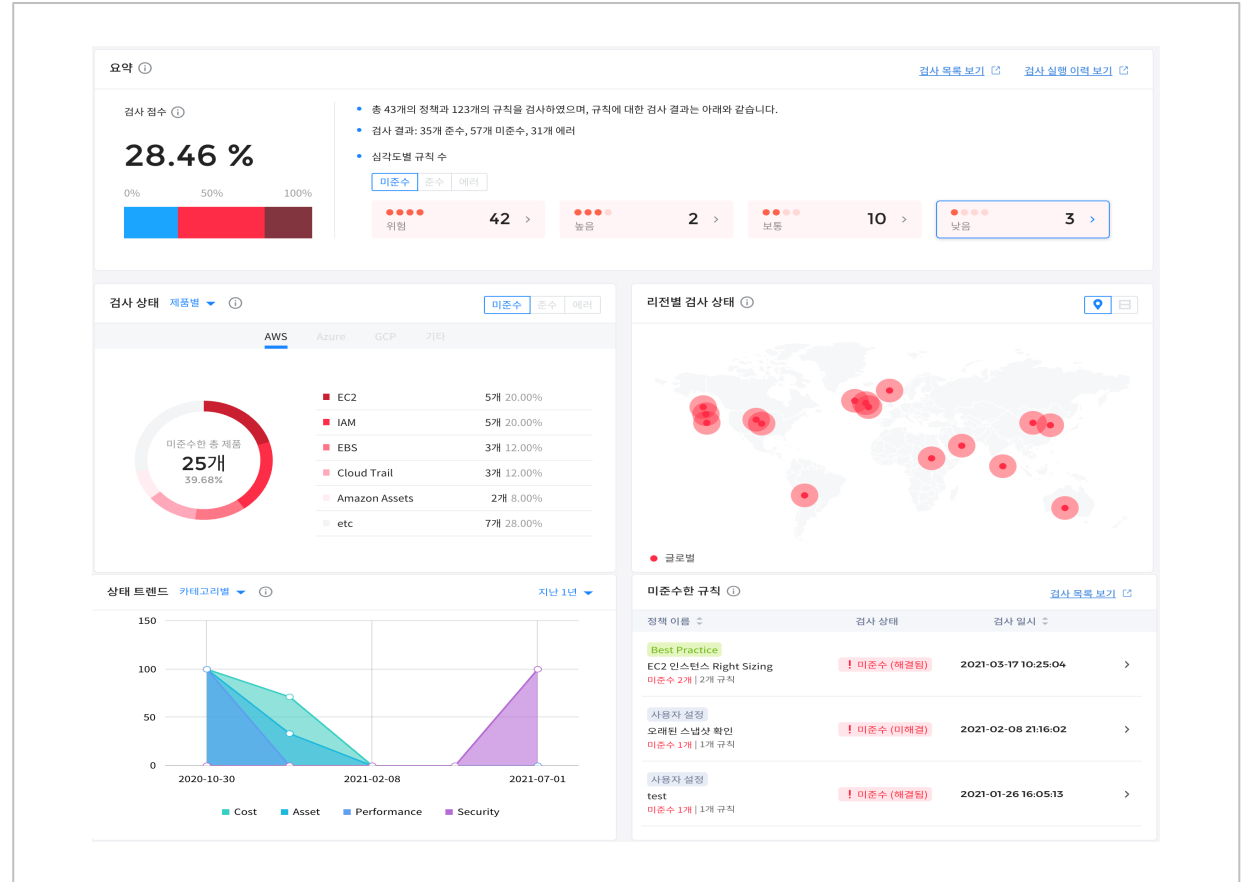 요약
검사 목록 보기
검사 실행 이력 보기
검사 점수
28.46 %
0% 50% 100%
총 43개의 정책과 123개의 규칙을 검사하였으며, 규칙에 대한 검사 결과는 아래와 같습니다.
검사 결과: 35개 준수, 57개 미준수, 31개 에러
심각도별 규칙 수
미준수 준수 에러
위험 42
높음 2
보통 10
낮음 3
검사 상태 제품별
미준수 준수 에러
AWS Azure GCP 기타
미준수한 총 제품
25개
39.68%
EC2 5개 20.00%
IAM 5개 20.00%
EBS 3개 12.00%
Cloud Trail 3개 12.00%
Amazon Assets 2개 8.00%
etc 7개 28.00%
리전별 검사 상태
글로벌
상태 트렌드 카테고리별
지난 1년
150
100
50
0
2020-10-30 2021-02-08 2021-07-01
Cost Asset Performance Security
미준수한 규칙
검사 목록 보기
정책 이름 검사 상태 검사 일시
Best Practice
EC2 인스턴스 Right Sizing
미준수 2개 | 2개 규칙
! 미준수 (해결됨)
2021-03-17 10:25:04
사용자 설정
오래된 스냅샷 확인
미준수 1개 | 1개 규칙
! 미준수 (미해결)
2021-02-08 21:16:02
사용자 설정
test
미준수 1개 | 1개 규칙
! 미준수 (해결됨)
2021-01-26 16:05:13